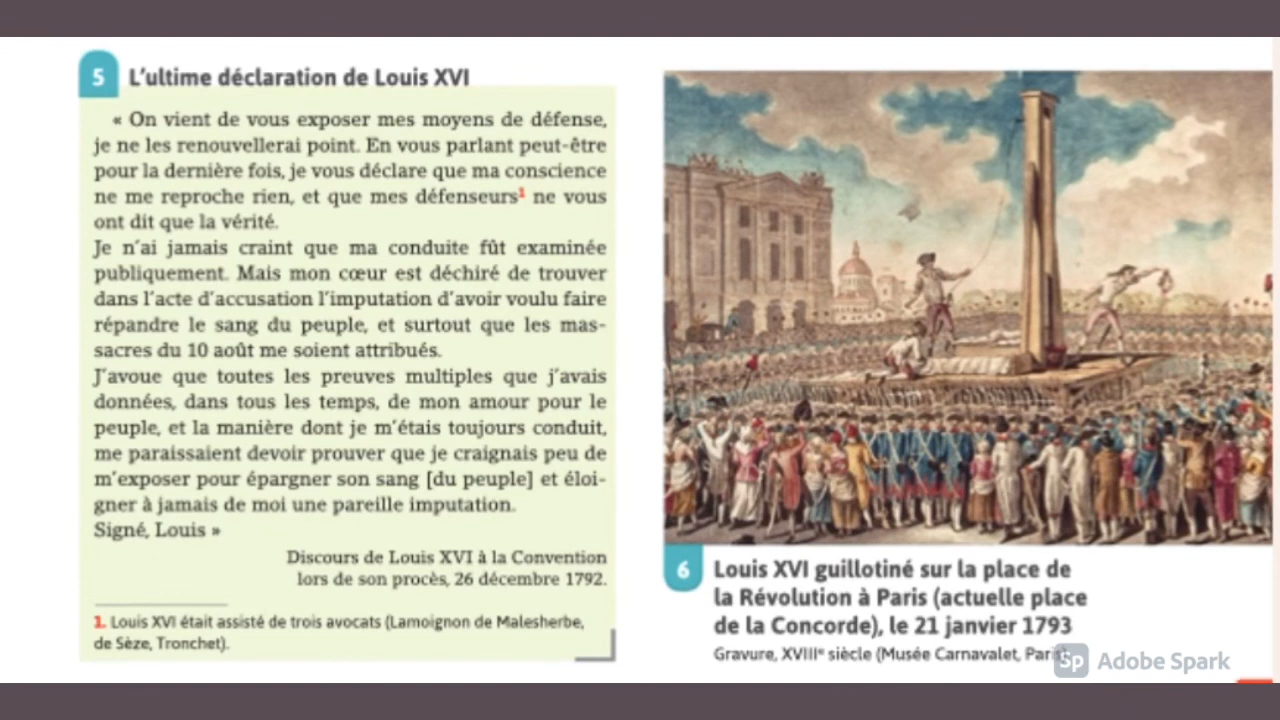 5 L'ultime déclaration de Louis XVI
« On vient de vous exposer mes moyens de défense,
je ne les renouvellerai point. En vous parlant peut-être
pour la dernière fois, je vous déclare que ma conscience
ne me reproche rien, et que mes défenseurs¹ ne vous
ont dit que la vérité.
Je n'ai jamais craint que ma conduite fût examinée
publiquement. Mais mon cœur est déchiré de trouver
dans l'acte d'accusation l'imputation d'avoir voulu faire
répandre le sang du peuple, et surtout que les mas-
sacres du 10 août me soient attribués.
J'avoue que toutes les preuves multiples que j'avais
données, dans tous les temps, de mon amour pour le
peuple, et la manière dont je m'étais toujours conduit,
me paraissaient devoir prouver que je craignais peu de
m'exposer pour épargner son sang [du peuple] et éloi-
gner à jamais de moi une pareille imputation.
Signé, Louis »
Discours de Louis XVI à la Convention
lors de son procès, 26 décembre 1792.
1. Louis XVI était assisté de trois avocats (Lamoignon de Malesherbe,
de Sèze, Tronchet).
6 Louis XVI guillotiné sur la place de
la Révolution à Paris (actuelle place
de la Concorde), le 21 janvier 1793
Gravure, XVIIIe siècle (Musée Carnavalet, Paris).
Sp Adobe Spark